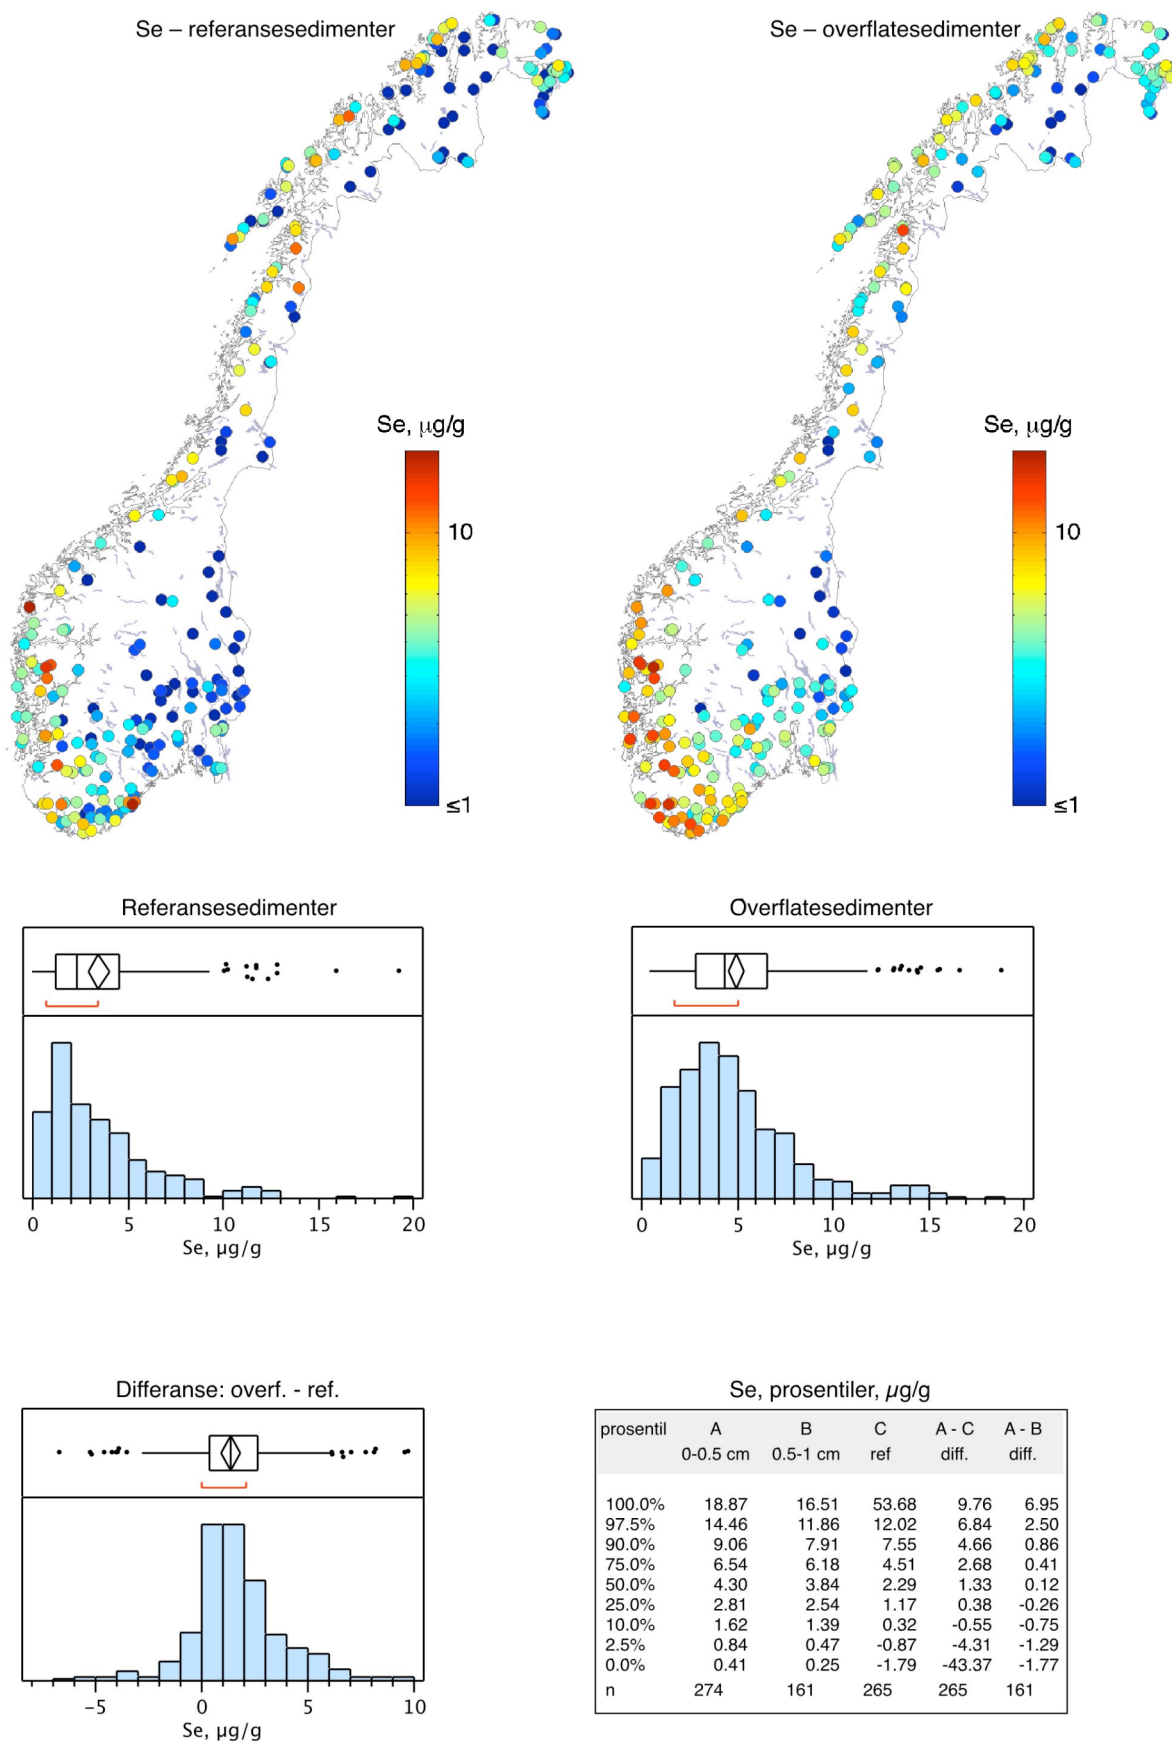 Se – referansesedimenter
Se – overflatesedimenter
Se, µg/g
10
≤1
Se, µg/g
10
≤1
Referansesedimenter
0 5 10 15 20
Se, µg/g
Overflatesedimenter
0 5 10 15 20
Se, µg/g
Differanse: overf. - ref.
−5 0 5 10
Se, µg/g
Se, prosentiler, µg/g
prosentil A B C A - C A - B
0-0.5 cm 0.5-1 cm ref diff. diff.
100.0% 18.87 16.51 53.68 9.76 6.95
97.5% 14.46 11.86 12.02 6.84 2.50
90.0% 9.06 7.91 7.55 4.66 0.86
75.0% 6.54 6.18 4.51 2.68 0.41
50.0% 4.30 3.84 2.29 1.33 0.12
25.0% 2.81 2.54 1.17 0.38 -0.26
10.0% 1.62 1.39 0.32 -0.55 -0.75
2.5% 0.84 0.47 -0.87 -4.31 -1.29
0.0% 0.41 0.25 -1.79 -43.37 -1.77
n 274 161 265 265 161